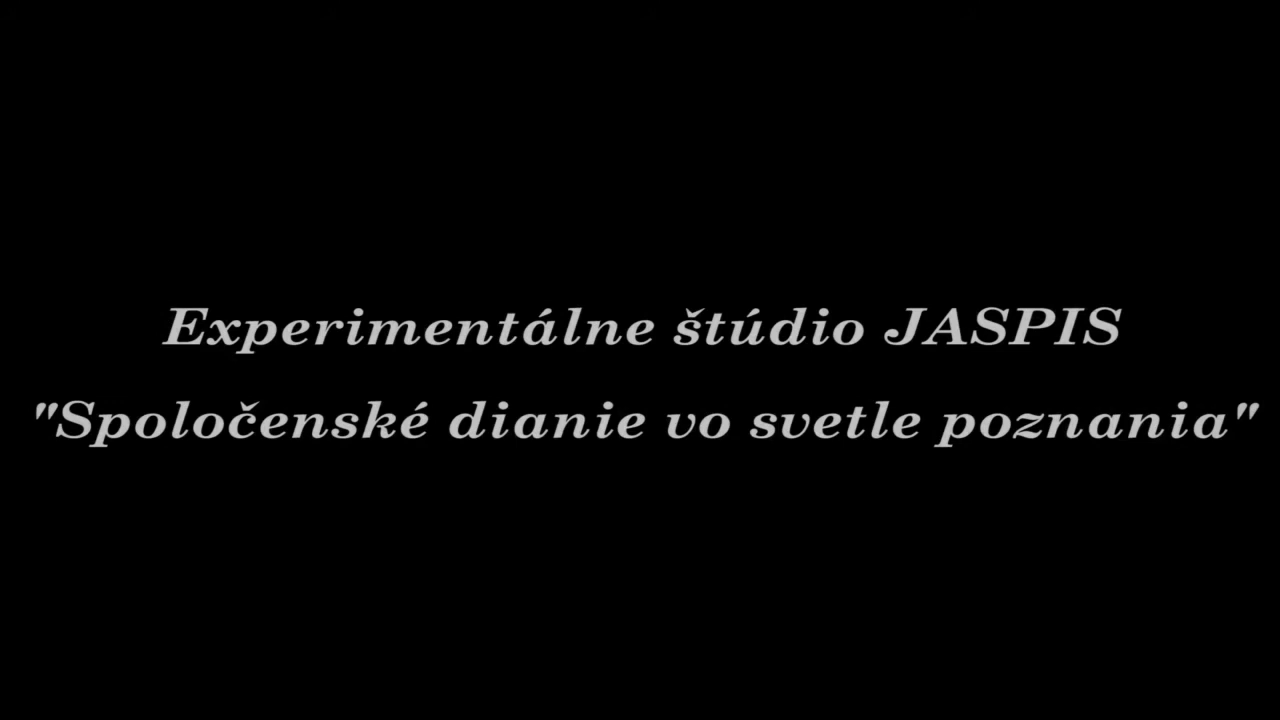 Experimentálne štúdio JASPIS
"Spoločenské dianie vo svetle poznania"